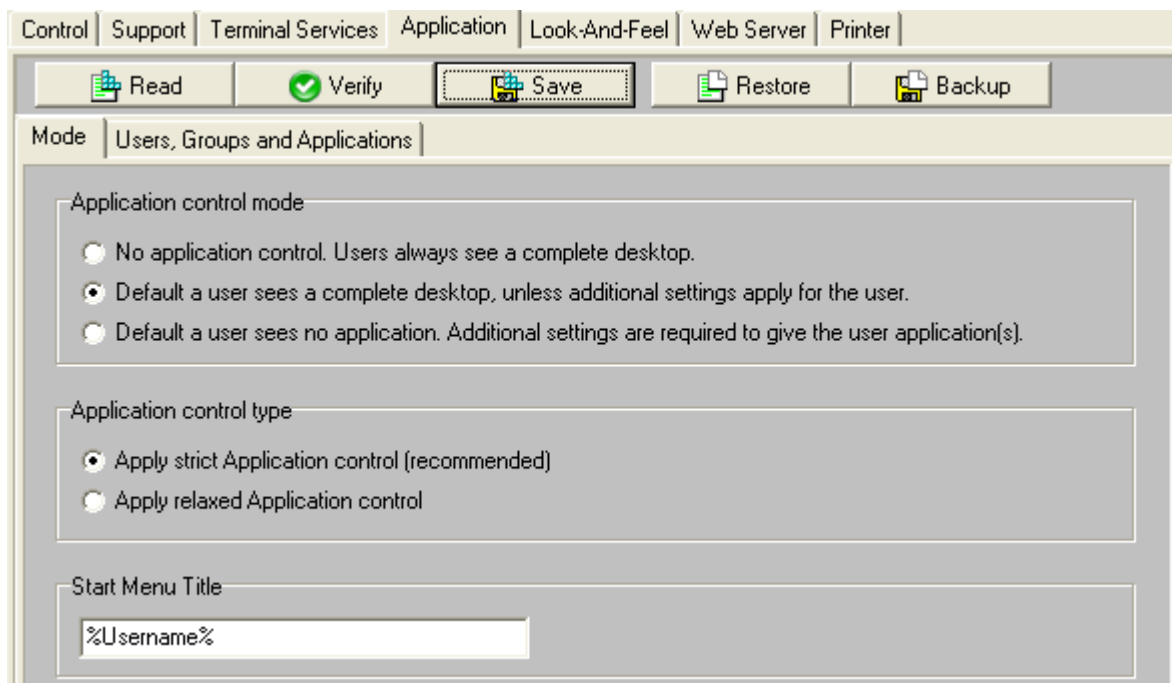 Control Support Terminal Services Application Look-And-Feel Web Server Printer
Read Verify Save Restore Backup
Mode Users, Groups and Applications
Application control mode
No application control. Users always see a complete desktop.
Default a user sees a complete desktop, unless additional settings apply for the user.
Default a user sees no application. Additional settings are required to give the user application(s).
Application control type
Apply strict Application control (recommended)
Apply relaxed Application control
Start Menu Title
%Username%